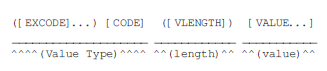 ([EXCODE]...) [CODE] ([VLENGTH]) [VALUE...]
^^^^(Value Type)^^^^ ^^(length)^^ ^^(value)^^